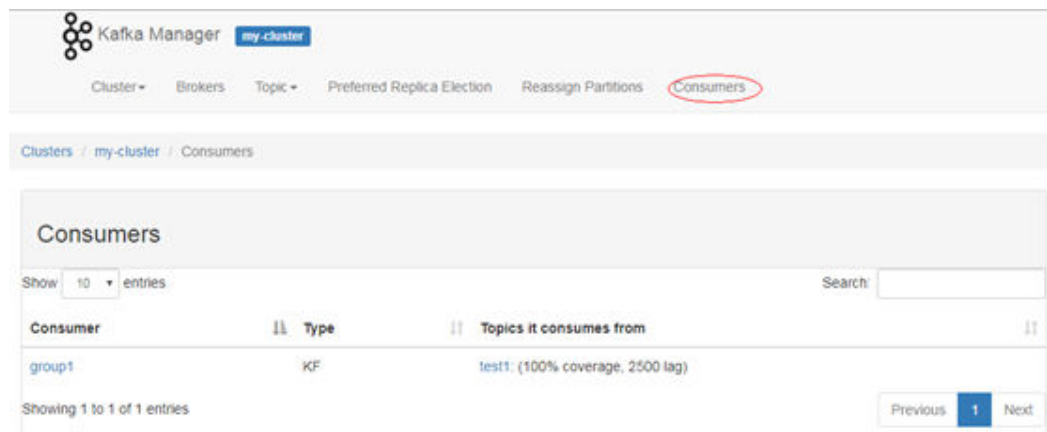 Kafka Manager my-cluster
Cluster Brokers Topic Preferred Replica Election Reassign Partitions Consumers
Clusters / my-cluster / Consumers
Consumers
Show 10 entries Search:
Consumer Type Topics it consumes from
group1 KF test1: (100% coverage, 2500 lag)
Showing 1 to 1 of 1 entries Previous 1 Next